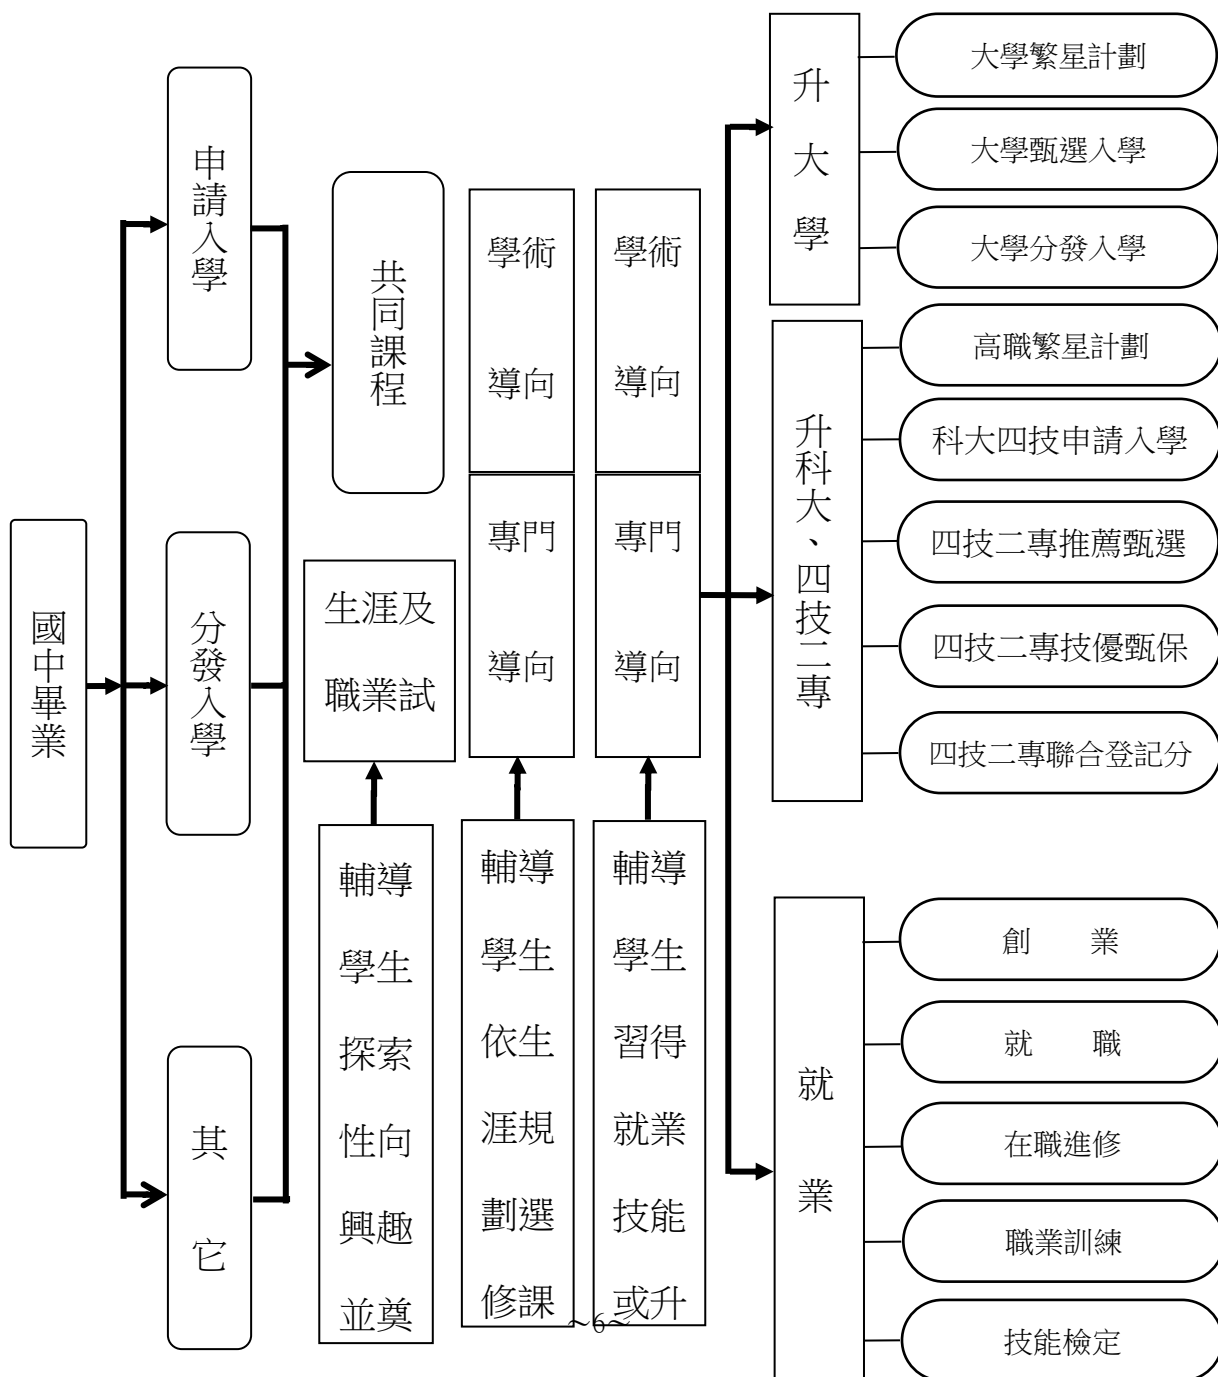 國中畢業
申請入學
分發入學
其它
共同課程
生涯及
職業試
輔導
學生
探索
性向
興趣
並奠
學術
導向
專門
導向
輔導
學生
依生
涯規
劃選
修課
學術
導向
專門
導向
輔導
學生
習得
就業
技能
或升
升大學
大學繁星計劃
大學甄選入學
大學分發入學
升科大、四技二專
高職繁星計劃
科大四技申請入學
四技二專推薦甄選
四技二專技優甄保
四技二專聯合登記分
就業
創　　業
就　　職
在職進修
職業訓練
技能檢定
~6~